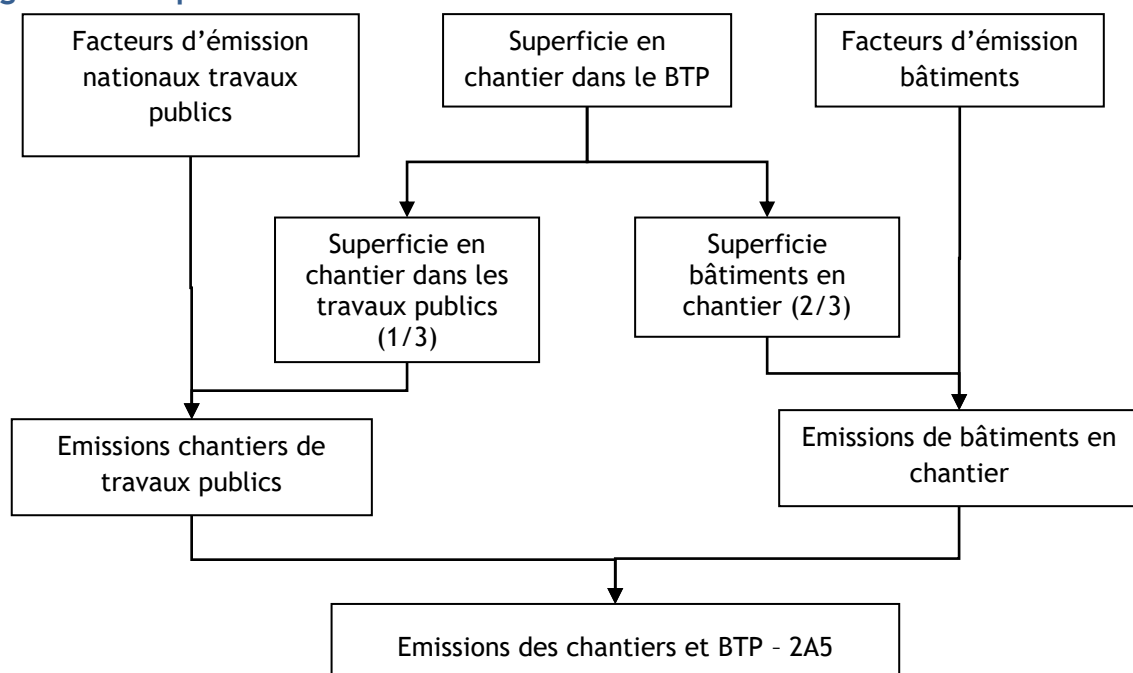 Facteurs d’émission
nationaux travaux
publics
Superficie en
chantier dans le BTP
Facteurs d’émission
bâtiments
Superficie en
chantier dans les
travaux publics
(1/3)
Superficie
bâtiments en
chantier (2/3)
Emissions chantiers de
travaux publics
Emissions de bâtiments en
chantier
Emissions des chantiers et BTP – 2A5